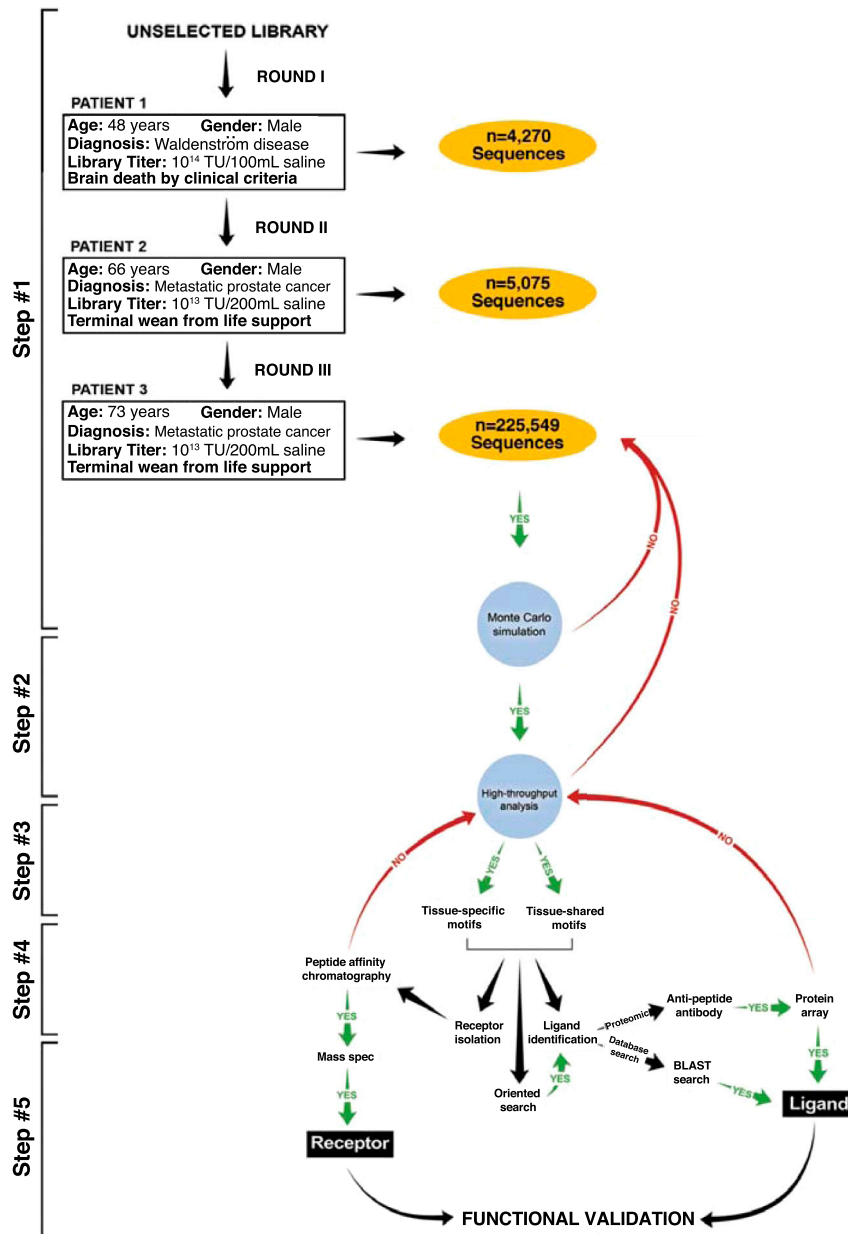 UNSELECTED LIBRARY
ROUND I
PATIENT 1
Age: 48 years Gender: Male
Diagnosis: Waldenström disease
Library Titer: 10¹⁴ TU/100mL saline
Brain death by clinical criteria
n=4,270
Sequences
ROUND II
PATIENT 2
Age: 66 years Gender: Male
Diagnosis: Metastatic prostate cancer
Library Titer: 10¹³ TU/200mL saline
Terminal wean from life support
n=5,075
Sequences
ROUND III
PATIENT 3
Age: 73 years Gender: Male
Diagnosis: Metastatic prostate cancer
Library Titer: 10¹³ TU/200mL saline
Terminal wean from life support
n=225,549
Sequences
Step #1
YES
NO
NO
Monte Carlo
simulation
Step #2
YES
High-throughput
analysis
Step #3
NO
YES
YES
NO
Tissue-specific
motifs
Tissue-shared
motifs
Step #4
Peptide affinity
chromatography
YES
Receptor
isolation
Ligand
identification
Proteomic
Database
search
Anti-peptide
antibody
YES
Protein
array
YES
Mass spec
YES
Oriented
search
YES
BLAST
search
YES
Step #5
Receptor
Ligand
FUNCTIONAL VALIDATION